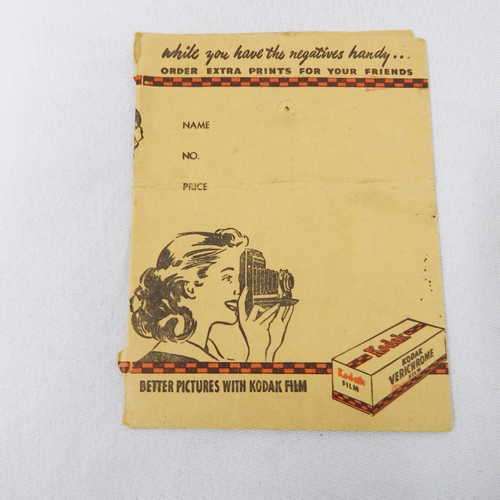 while you have the negatives handy...
ORDER EXTRA PRINTS FOR YOUR FRIENDS
NAME
NO.
PRICE
Kodak
Kodak
FILM
KODAK
VERICHROME
FILM
BETTER PICTURES WITH KODAK FILM